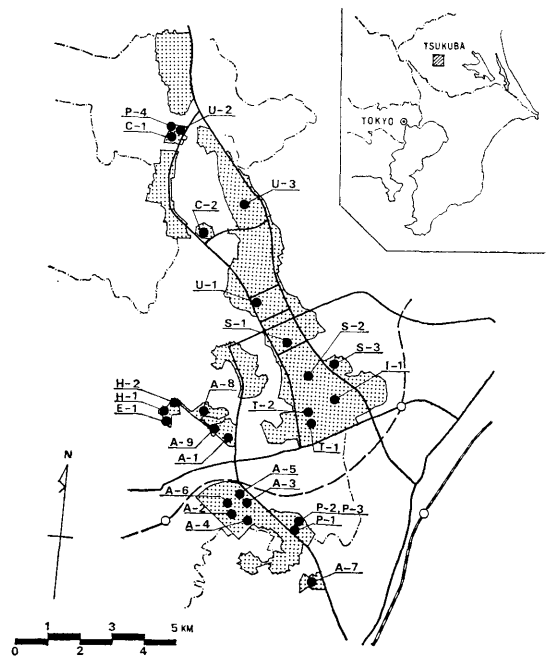 TSUKUBA
TOKYO
P-4
U-2
C-1
U-3
C-2
U-1
S-1
S-2
S-3
I-1
H-2
H-1
E-1
A-8
T-2
A-9
A-1
T-1
A-5
A-6
A-3
A-2
P-2, P-3
A-4
P-1
A-7
N
1 3 5 KM
0 2 4